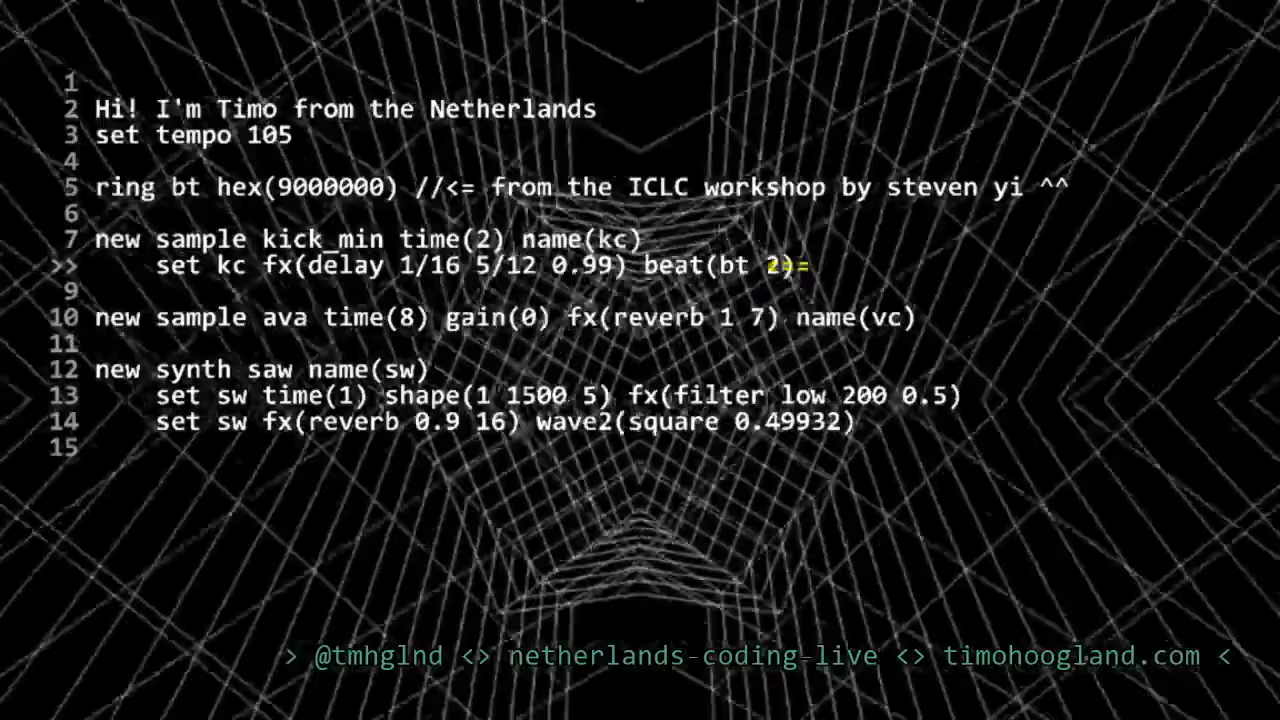 1
2 Hi! I'm Timo from the Netherlands
3 set tempo 105
4
5 ring bt hex(9000000) //<= from the ICLC workshop by steven yi ^^
6
7 new sample kick_min time(2) name(kc)
>> set kc fx(delay 1/16 5/12 0.99) beat(bt 2)
9
10 new sample ava time(8) gain(0) fx(reverb 1 7) name(vc)
11
12 new synth saw name(sw)
13 set sw time(1) shape(1 1500 5) fx(filter low 200 0.5)
14 set sw fx(reverb 0.9 16) wave2(square 0.49932)
15
> @tmhglnd <> netherlands-coding-live <> timohoogland.com <